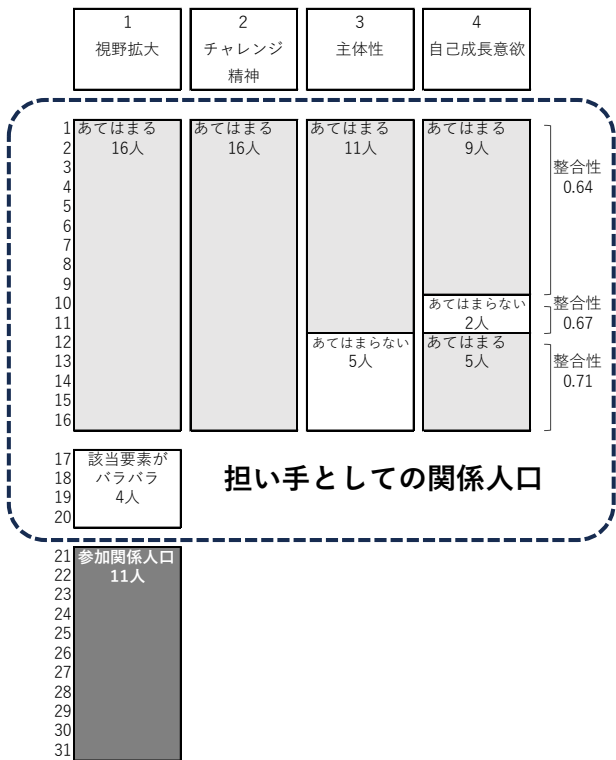 1
視野拡大
2
チャレンジ
精神
3
主体性
4
自己成長意欲
1
2
3
4
5
6
7
8
9
10
11
12
13
14
15
16
あてはまる
16人
あてはまる
16人
あてはまる
11人
あてはまらない
5人
あてはまる
9人
あてはまらない
2人
あてはまる
5人
整合性
0.64
整合性
0.67
整合性
0.71
17
18
19
20
該当要素が
バラバラ
4人
担い手としての関係人口
21
22
23
24
25
26
27
28
29
30
31
参加関係人口
11人